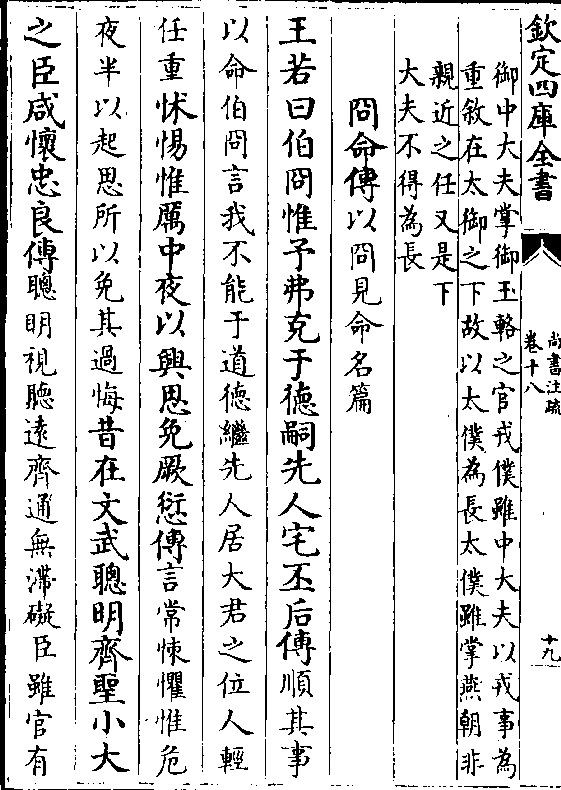 欽定四庫全書
尚書注疏
卷十八
十九
御中大夫掌御玉輅之官戎僕雖中大夫以戎事為
重敘在太御之下故以太僕為長太僕雖掌燕朝非
親近之任又是下
大夫不得為長
冏命傳以冏見命名篇
王若曰伯冏惟予弗克于德嗣先人宅丕后傳順其事
以命伯冏言我不能于道德繼先人居大君之位人輕
任重怵惕惟厲中夜以興思免厥愆傳言常悚懼惟危
夜半以起思所以免其過悔昔在文武聰明齊聖小大
之臣咸懷忠良傳聰明視聽遠齊通無滯礙臣雖官有